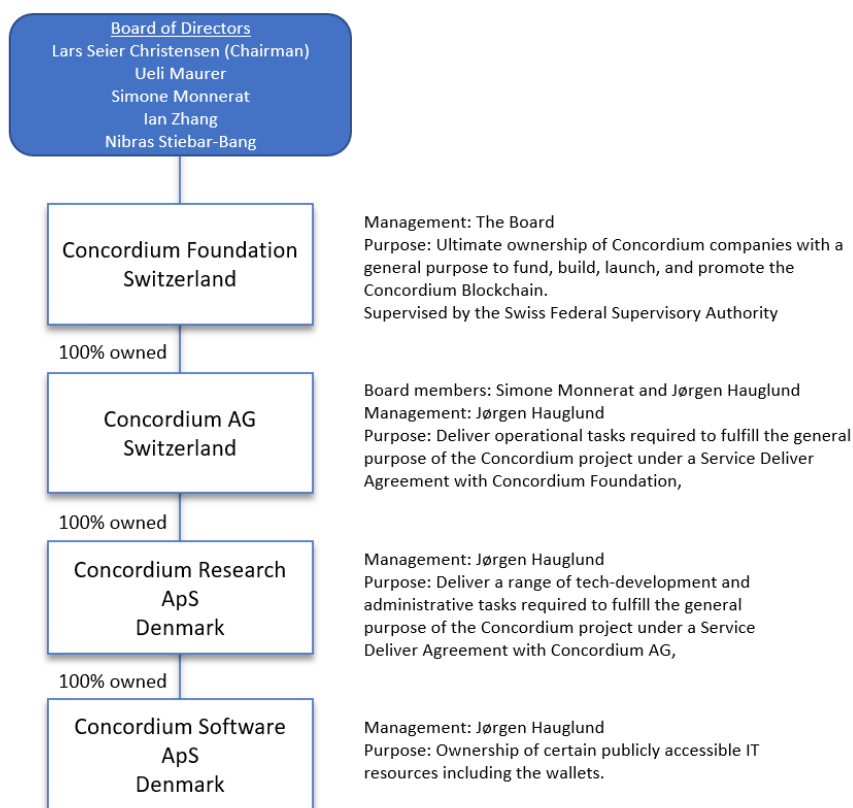 Board of Directors
Lars Seier Christensen (Chairman)
Ueli Maurer
Simone Monnerat
Ian Zhang
Nibras Stiebar-Bang
Concordium Foundation
Switzerland
Management: The Board
Purpose: Ultimate ownership of Concordium companies with a
general purpose to fund, build, launch, and promote the
Concordium Blockchain.
Supervised by the Swiss Federal Supervisory Authority
100% owned
Concordium AG
Switzerland
Board members: Simone Monnerat and Jørgen Hauglund
Management: Jørgen Hauglund
Purpose: Deliver operational tasks required to fulfill the general
purpose of the Concordium project under a Service Deliver
Agreement with Concordium Foundation,
100% owned
Concordium Research
ApS
Denmark
Management: Jørgen Hauglund
Purpose: Deliver a range of tech-development and
administrative tasks required to fulfill the general
purpose of the Concordium project under a Service
Deliver Agreement with Concordium AG,
100% owned
Concordium Software
ApS
Denmark
Management: Jørgen Hauglund
Purpose: Ownership of certain publicly accessible IT
resources including the wallets.